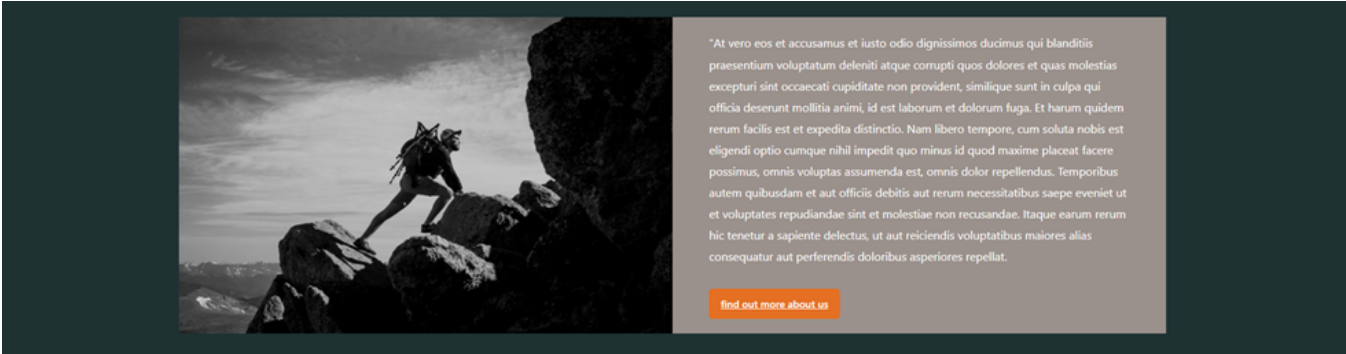 "At vero eos et accusamus et iusto odio dignissimos ducimus qui blanditiis
praesentium voluptatum deleniti atque corrupti quos dolores et quas molestias
excepturi sint occaecati cupiditate non provident, similique sunt in culpa qui
officia deserunt mollitia animi, id est laborum et dolorum fuga. Et harum quidem
rerum facilis est et expedita distinctio. Nam libero tempore, cum soluta nobis est
eligendi optio cumque nihil impedit quo minus id quod maxime placeat facere
possimus, omnis voluptas assumenda est, omnis dolor repellendus. Temporibus
autem quibusdam et aut officiis debitis aut rerum necessitatibus saepe eveniet ut
et voluptates repudiandae sint et molestiae non recusandae. Itaque earum rerum
hic tenetur a sapiente delectus, ut aut reiciendis voluptatibus maiores alias
consequatur aut perferendis doloribus asperiores repellat.
find out more about us